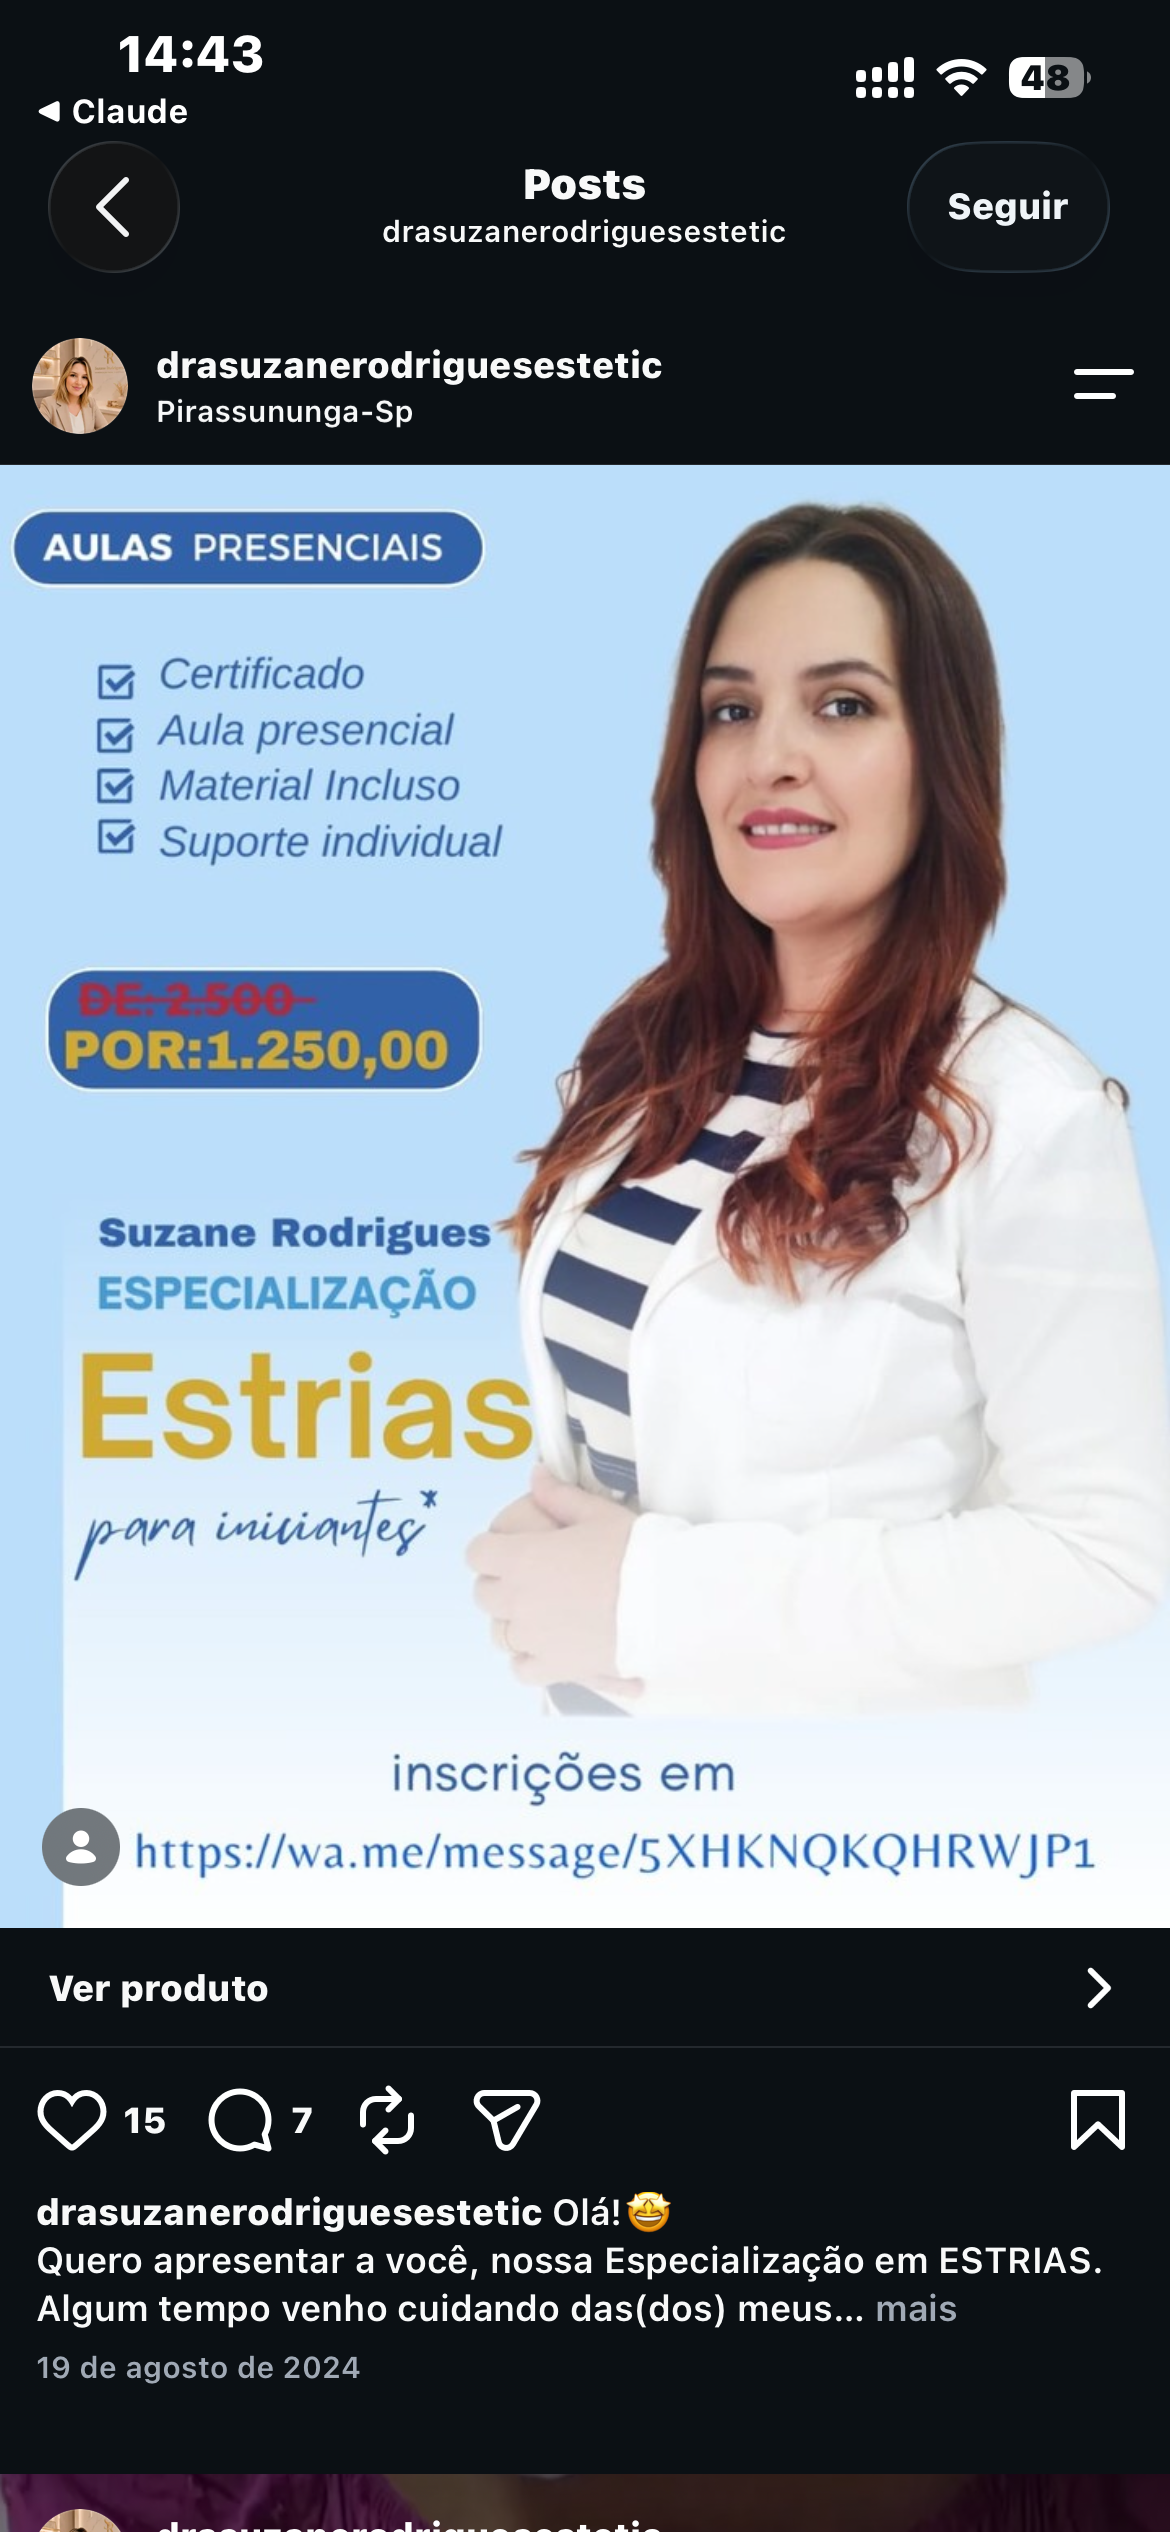 14:43
48
Claude
Posts
drasuzanerodriguesestetic
Seguir
drasuzanerodriguesestetic
Pirassununga-Sp
AULAS PRESENCIAIS
Certificado
Aula presencial
Material Incluso
Suporte individual
DE: 2.500
POR:1.250,00
Suzane Rodrigues
ESPECIALIZAÇÃO
Estrias
para iniciantes*
inscrições em
https://wa.me/message/5XHKNQKQHRWJP1
Ver produto
15
7
drasuzanerodriguesestetic Olá!🤩
Quero apresentar a você, nossa Especialização em ESTRIAS.
Algum tempo venho cuidando das(dos) meus... mais
19 de agosto de 2024
drasuzanerodriguesestetic